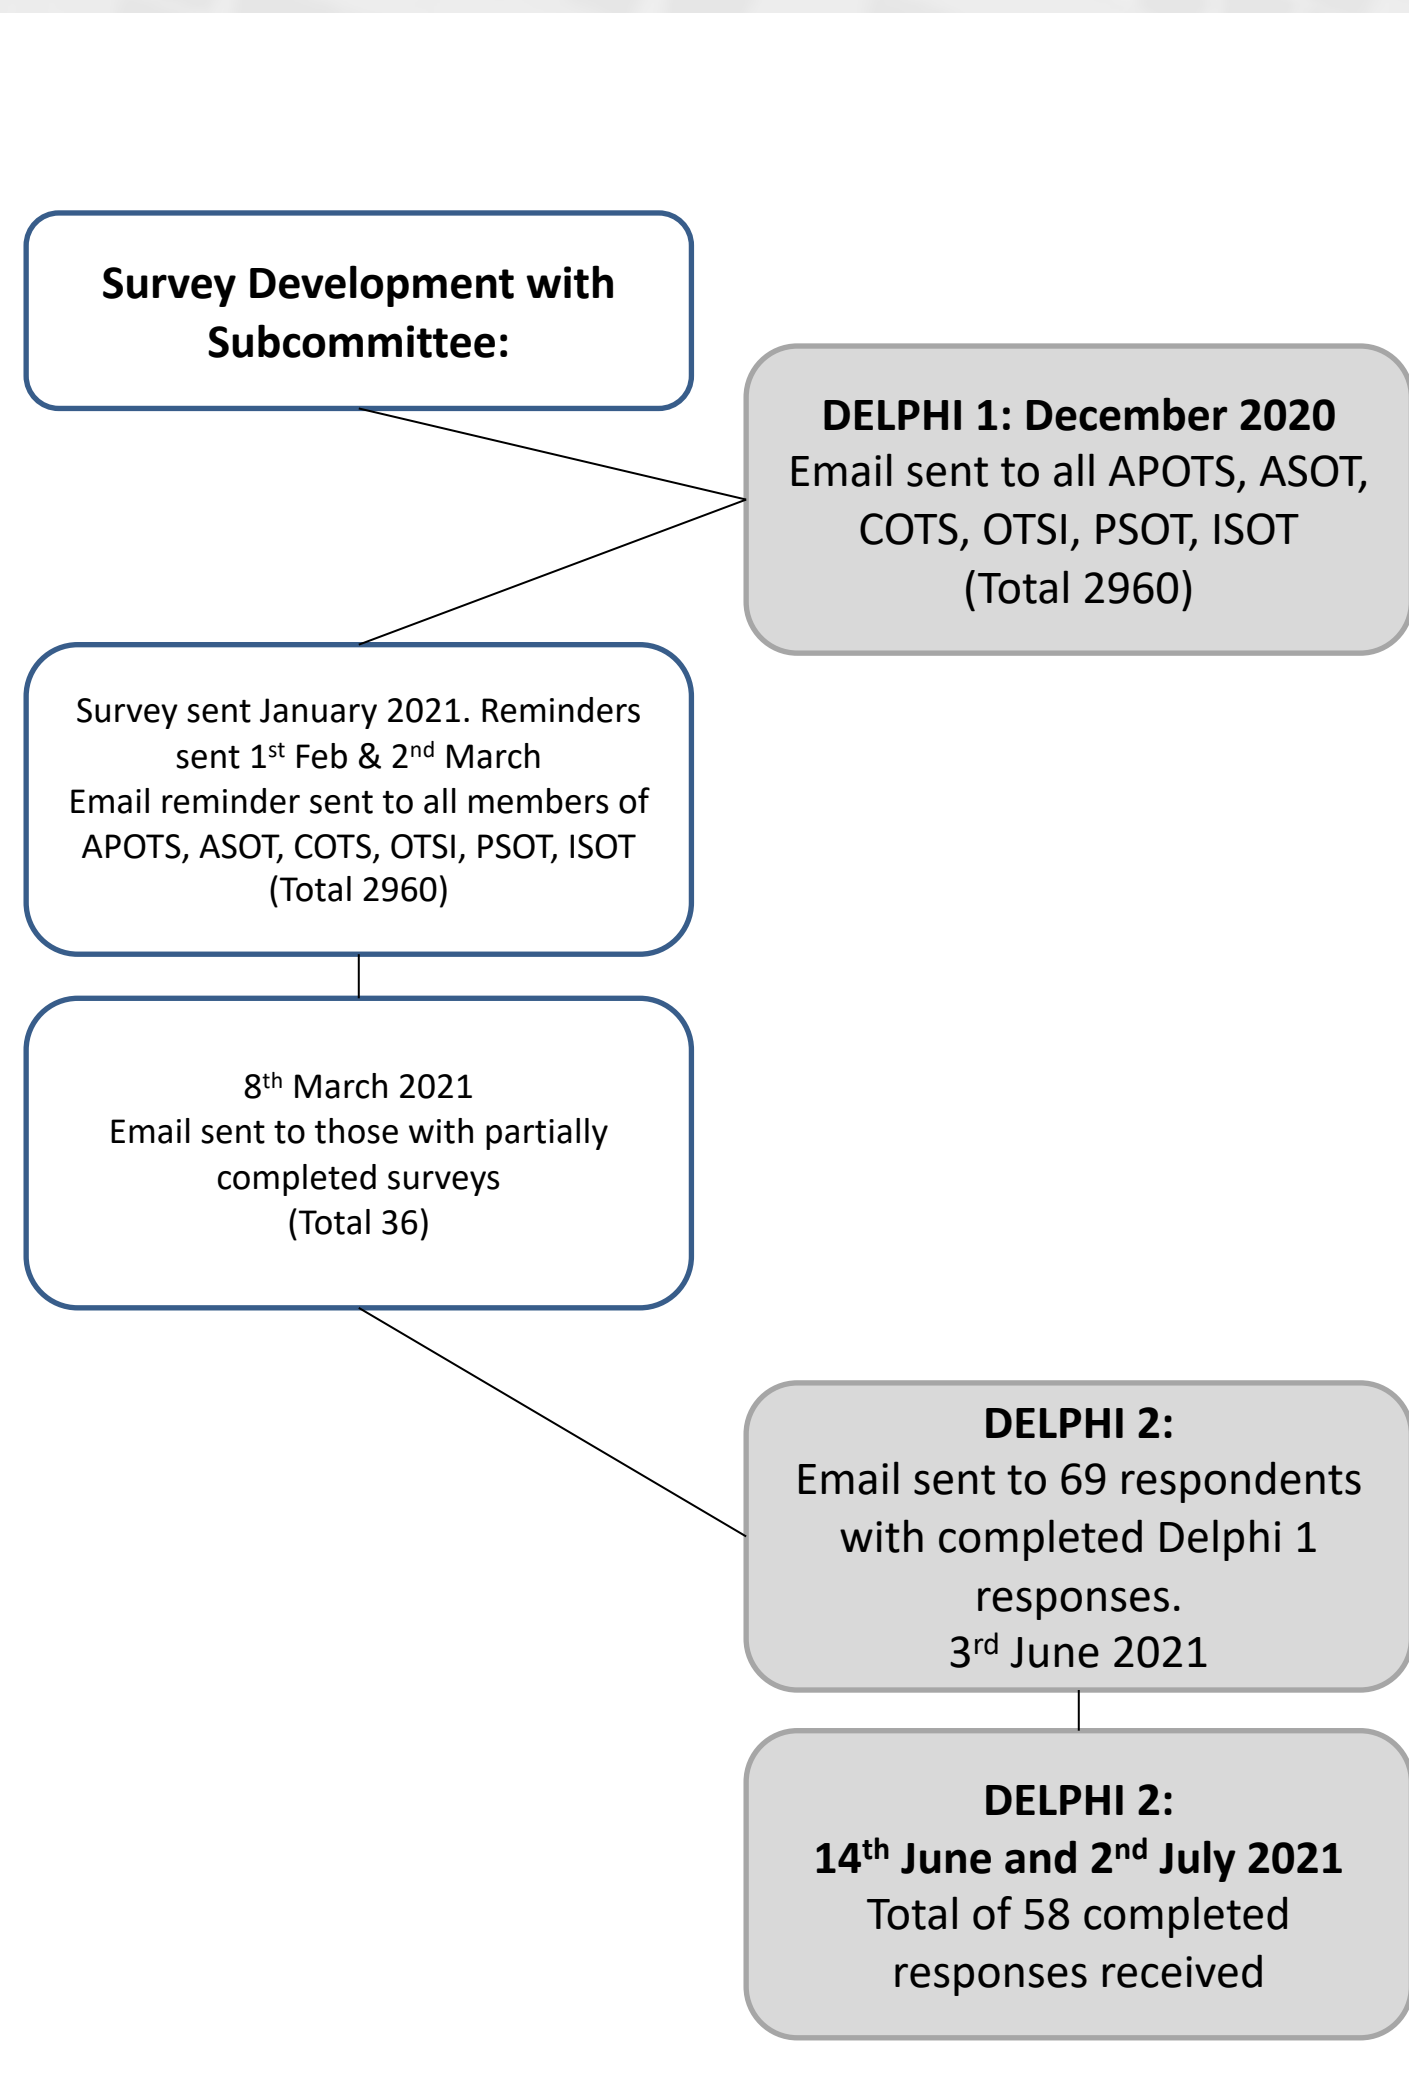 Survey Development with
Subcommittee:
DELPHI 1: December 2020
Email sent to all APOTS, ASOT,
COTS, OTSI, PSOT, ISOT
(Total 2960)
Survey sent January 2021. Reminders
sent 1st Feb & 2nd March
Email reminder sent to all members of
APOTS, ASOT, COTS, OTSI, PSOT, ISOT
(Total 2960)
8th March 2021
Email sent to those with partially
completed surveys
(Total 36)
DELPHI 2:
Email sent to 69 respondents
with completed Delphi 1
responses.
3rd June 2021
DELPHI 2:
14th June and 2nd July 2021
Total of 58 completed
responses received